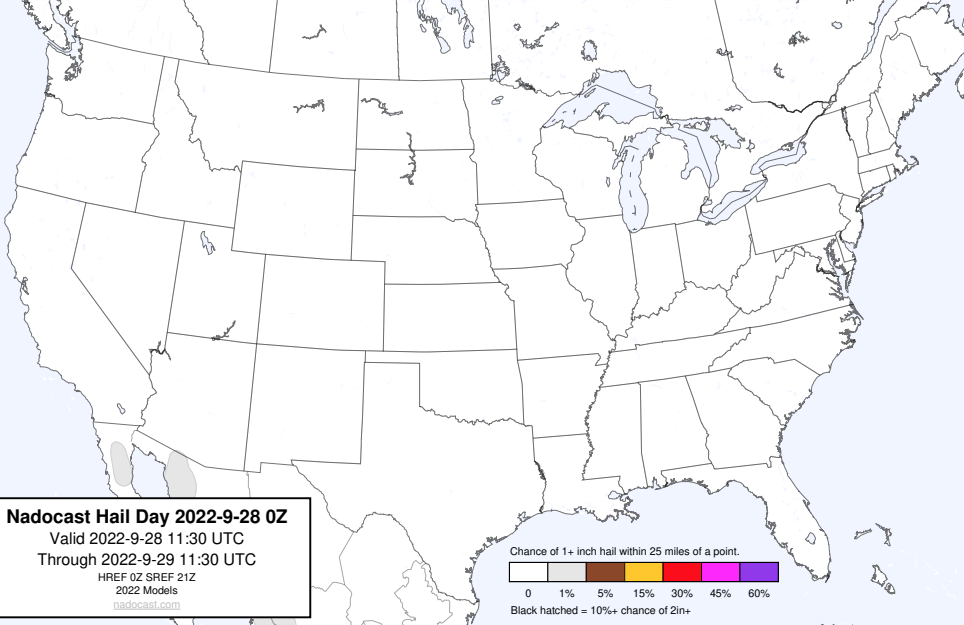 Nadocast Hail Day 2022-9-28 0Z
Valid 2022-9-28 11:30 UTC
Through 2022-9-29 11:30 UTC
HREF 0Z SREF 21Z
2022 Models
nadocast.com
Chance of 1+ inch hail within 25 miles of a point.
0 1% 5% 15% 30% 45% 60%
Black hatched = 10%+ chance of 2in+